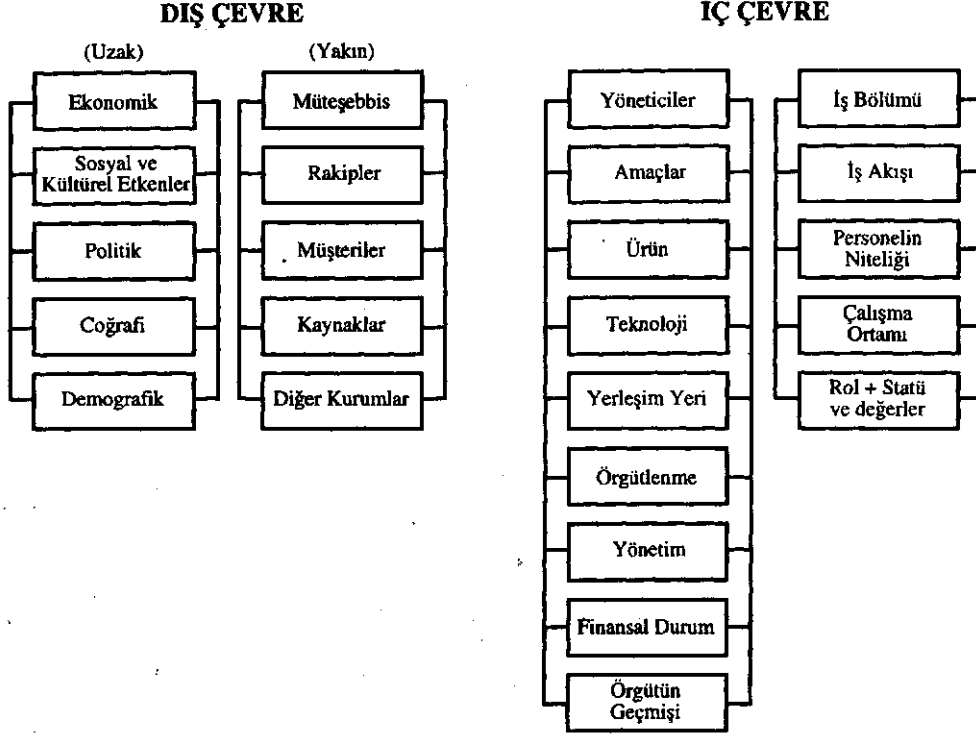 DIŞ ÇEVRE
(Uzak)
Ekonomik
Sosyal ve
Kültürel Etkenler
Politik
Coğrafi
Demografik
(Yakın)
Müteşebbis
Rakipler
Müşteriler
Kaynaklar
Diğer Kurumlar
İÇ ÇEVRE
Yöneticiler
Amaçlar
Ürün
Teknoloji
Yerleşim Yeri
Örgütlenme
Yönetim
Finansal Durum
Örgütün
Geçmişi
İş Bölümü
İş Akışı
Personelin
Niteliği
Çalışma
Ortamı
Rol + Statü
ve değerler